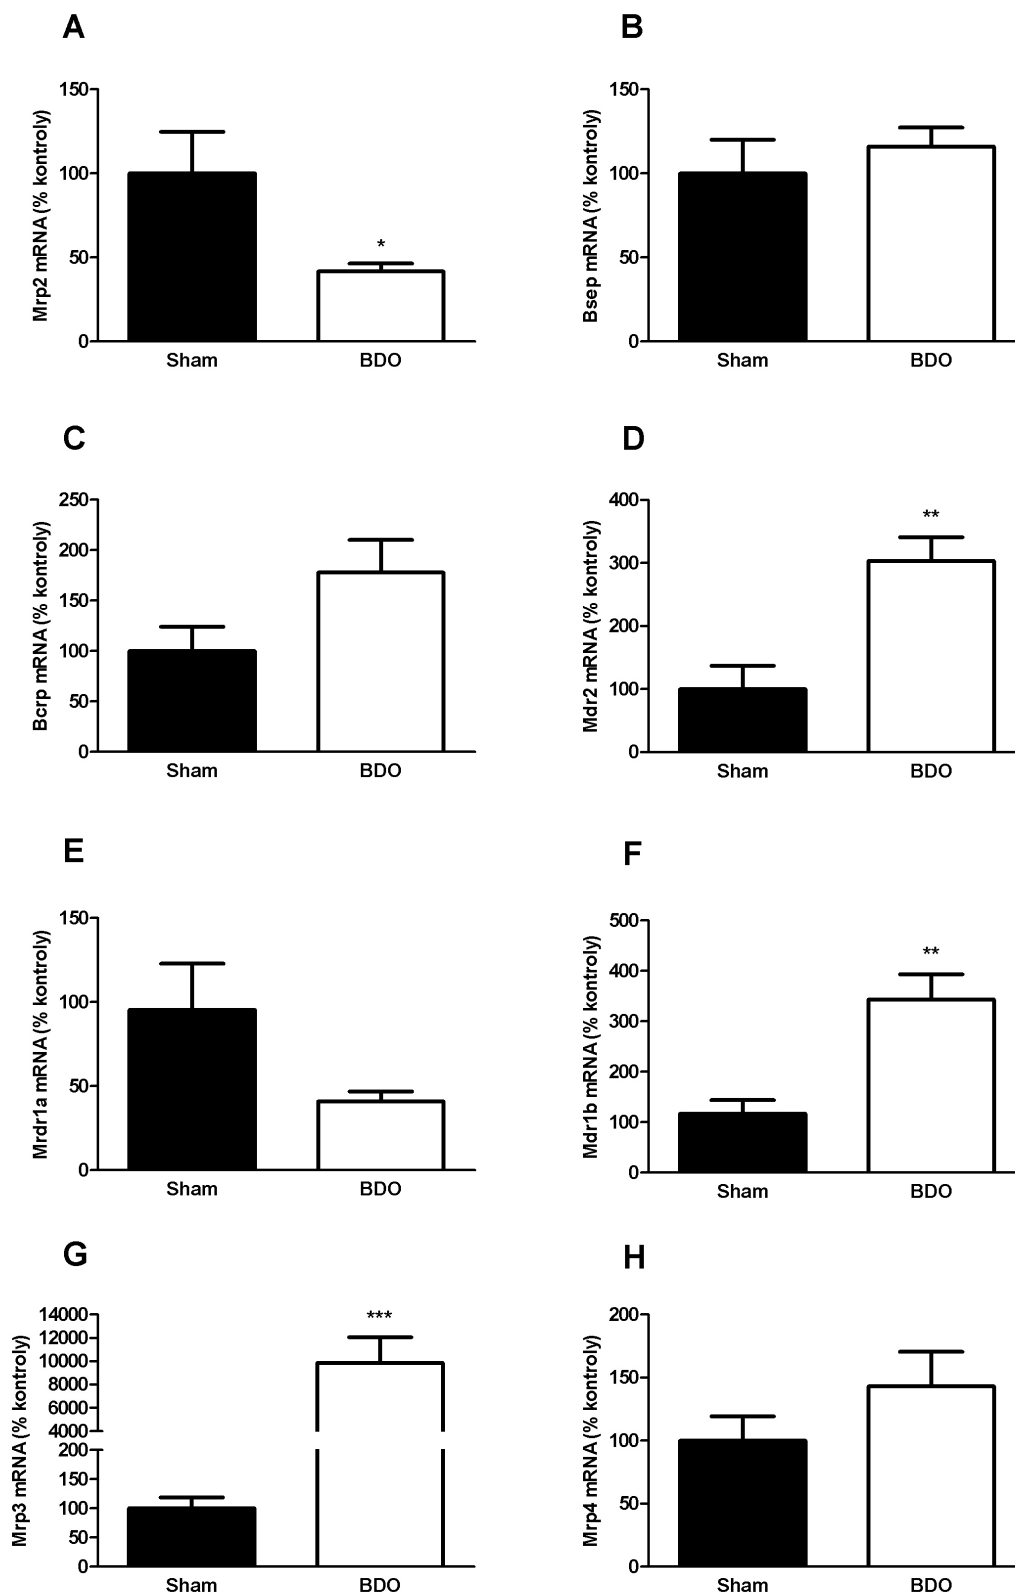 A
Mrp2 mRNA (% kontroly)
150
100
50
0
*
Sham BDO
B
Bsep mRNA (% kontroly)
150
100
50
0
Sham BDO
C
Bcrp mRNA (% kontroly)
250
200
150
100
50
0
Sham BDO
D
Mdr2 mRNA (% kontroly)
400
300
200
100
0
**
Sham BDO
E
Mrdr1a mRNA (% kontroly)
150
100
50
0
Sham BDO
F
Mdr1b mRNA (% kontroly)
500
400
300
200
100
0
**
Sham BDO
G
Mrp3 mRNA (% kontroly)
14000
12000
10000
8000
6000
4000
200
150
100
50
0
***
Sham BDO
H
Mrp4 mRNA (% kontroly)
200
150
100
50
0
Sham BDO